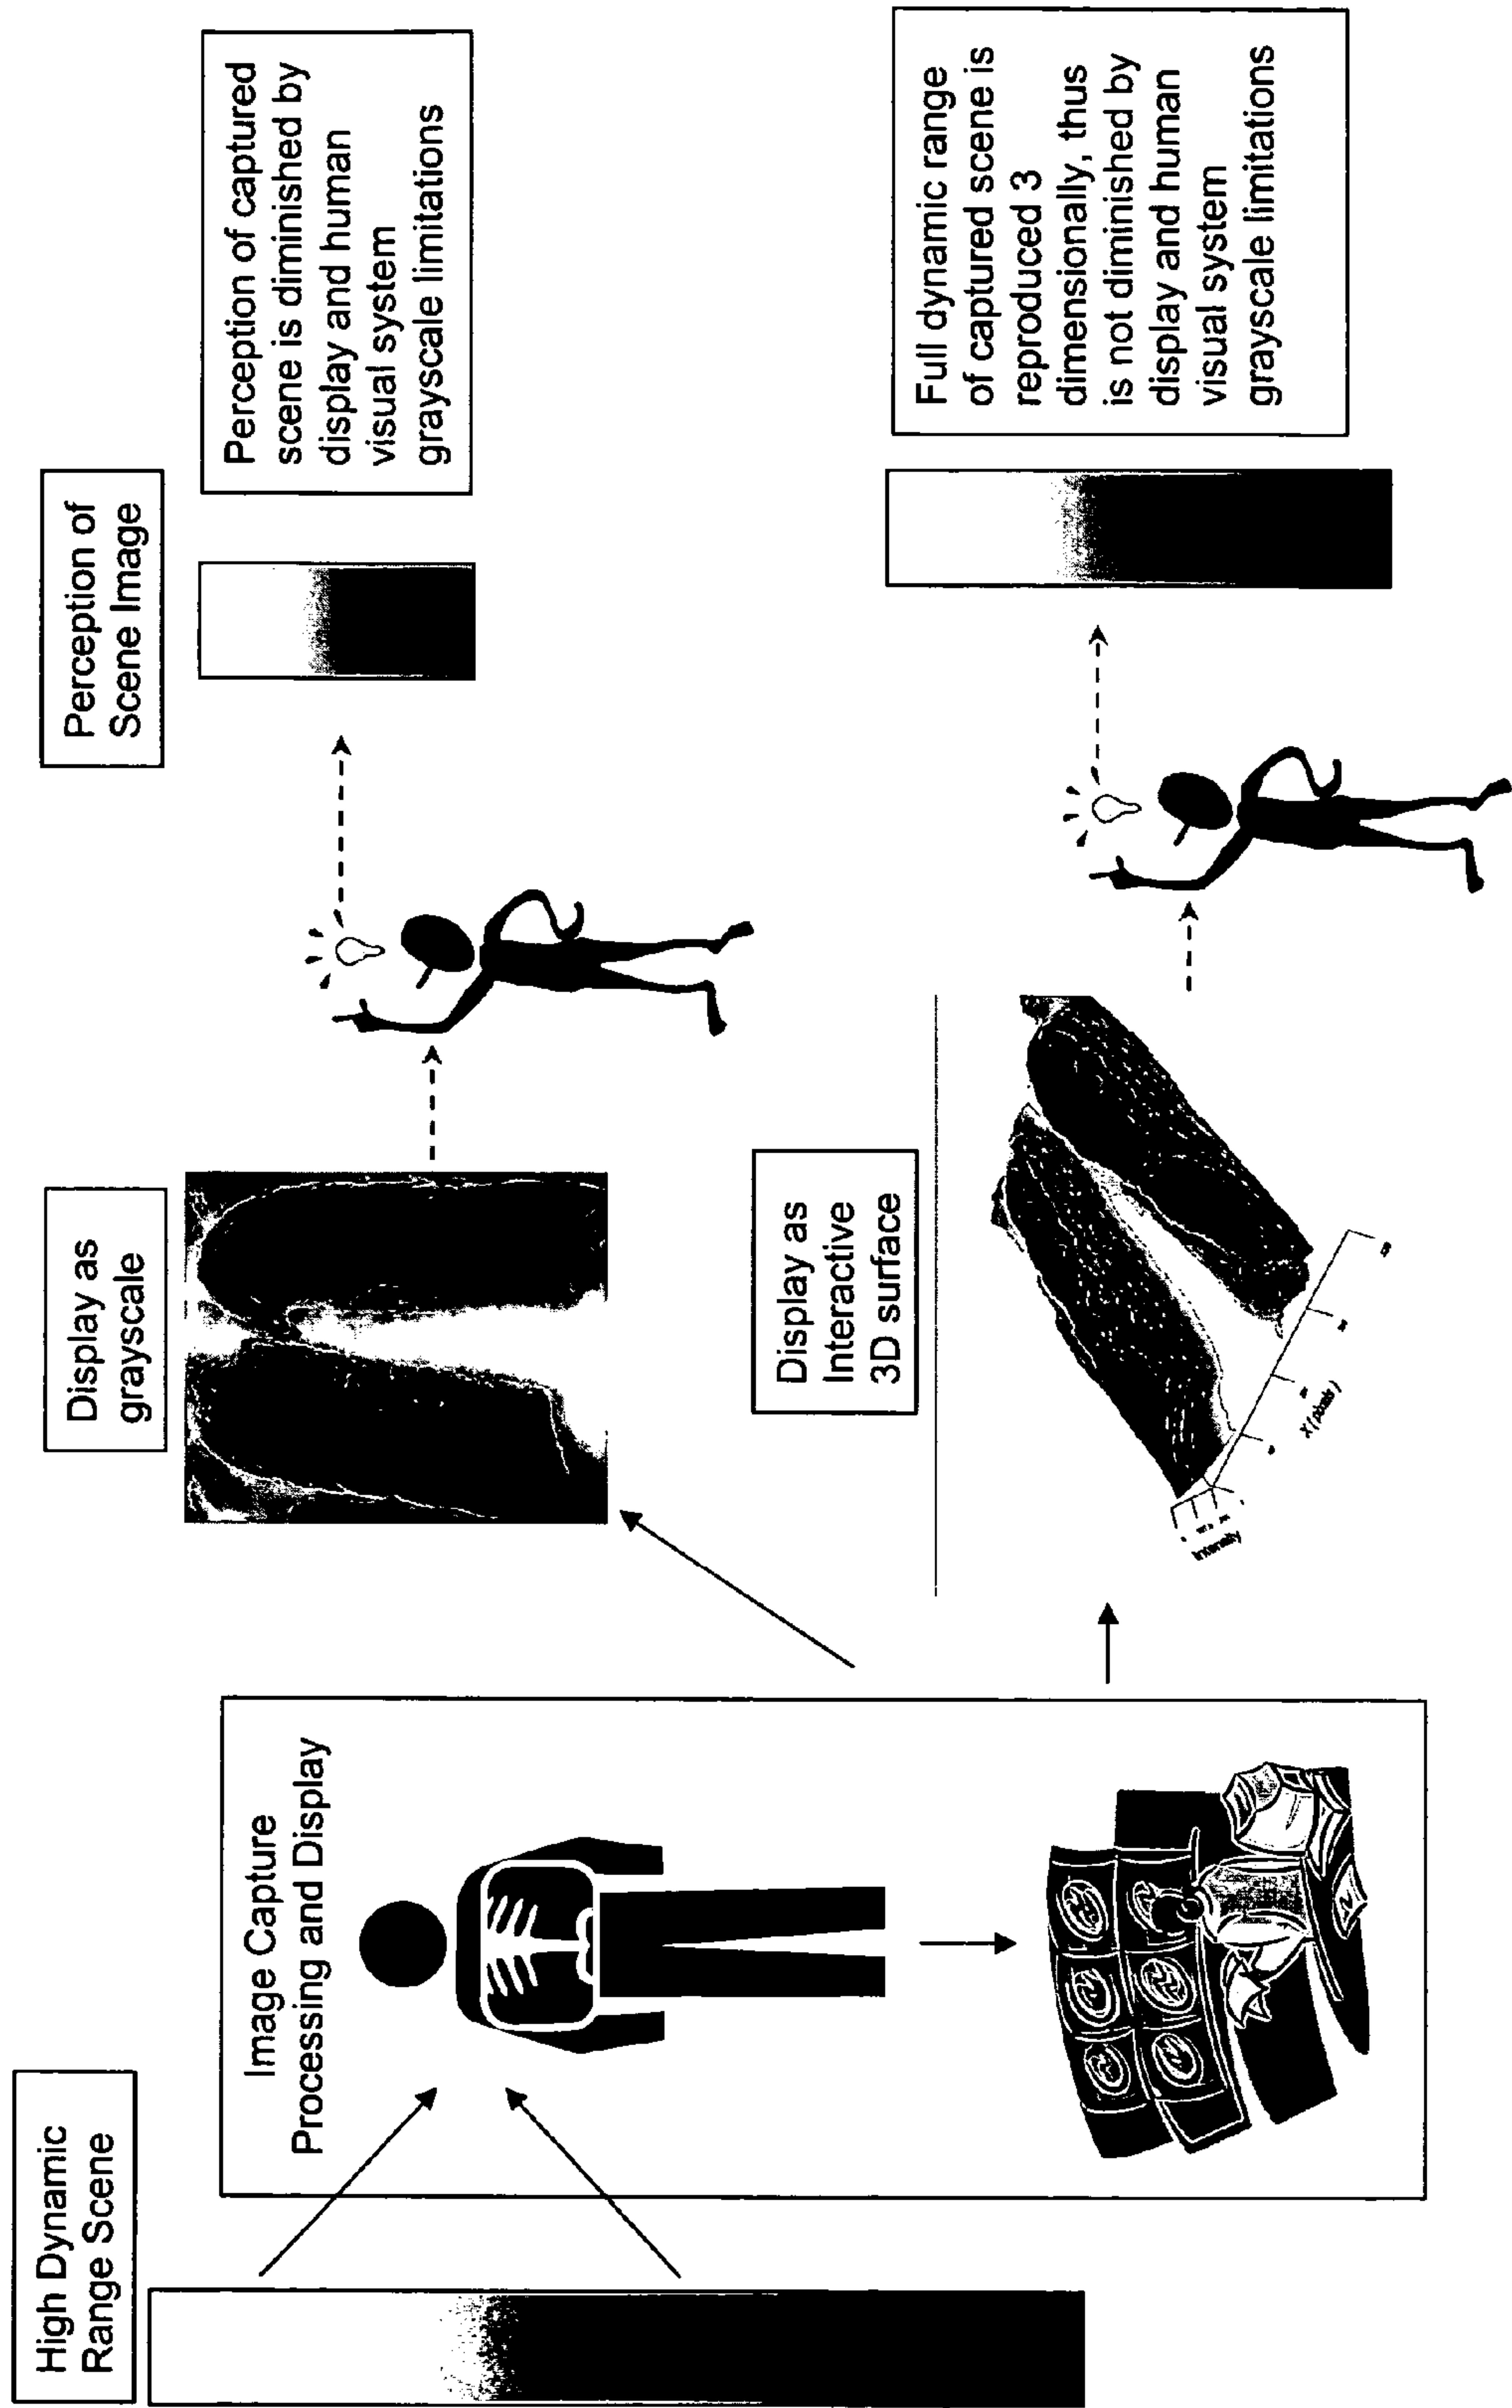 High Dynamic
Range Scene
Image Capture
Processing and Display
Display as
grayscale
Perception of
Scene Image
Perception of captured
scene is diminished by
display and human
visual system
grayscale limitations
Display as
Interactive
3D surface
Intensity
X (pixels)
Full dynamic range
of captured scene is
reproduced 3
dimensionally, thus
is not diminished by
display and human
visual system
grayscale limitations